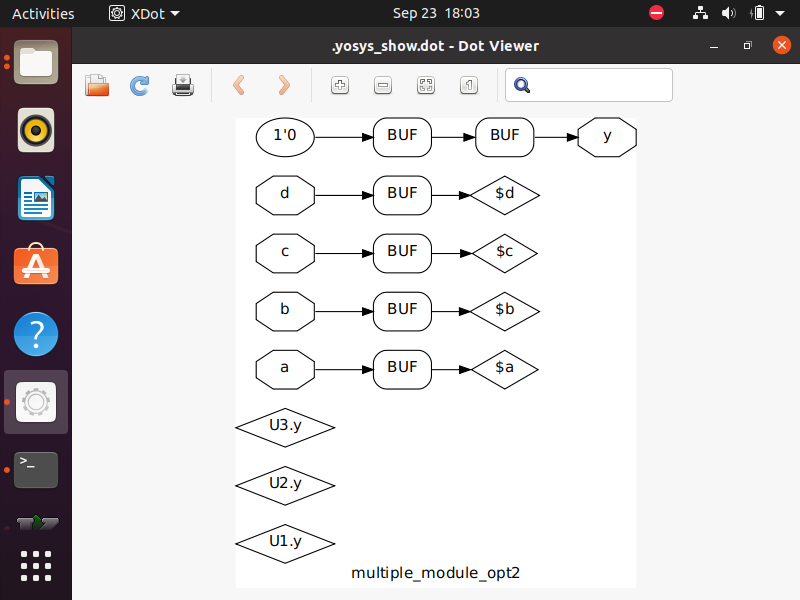 Activities XDot Sep 23 18:03
.yosys_show.dot - Dot Viewer
1'0 BUF BUF y
d BUF $d
c BUF $c
b BUF $b
a BUF $a
U3.y
U2.y
U1.y
multiple_module_opt2